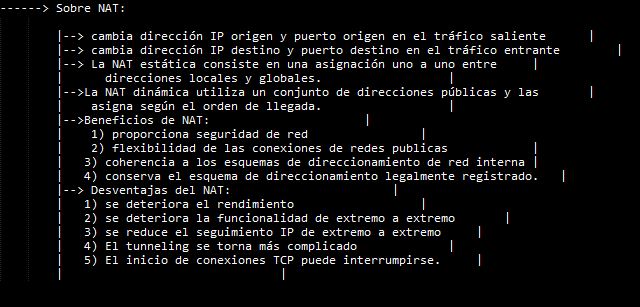 ------> Sobre NAT:
|--> cambia dirección IP origen y puerto origen en el tráfico saliente |
|--> cambia dirección IP destino y puerto destino en el tráfico entrante |
|--> La NAT estática consiste en una asignación uno a uno entre |
| direcciones locales y globales. |
|-->La NAT dinámica utiliza un conjunto de direcciones públicas y las |
| asigna según el orden de llegada. |
|-->Beneficios de NAT: |
| 1) proporciona seguridad de red |
| 2) flexibilidad de las conexiones de redes publicas |
| 3) coherencia a los esquemas de direccionamiento de red interna |
| 4) conserva el esquema de direccionamiento legalmente registrado. |
|--> Desventajas del NAT: |
| 1) se deteriora el rendimiento |
| 2) se deteriora la funcionalidad de extremo a extremo |
| 3) se reduce el seguimiento IP de extremo a extremo |
| 4) El tunneling se torna más complicado |
| 5) El inicio de conexiones TCP puede interrumpirse. |
| |